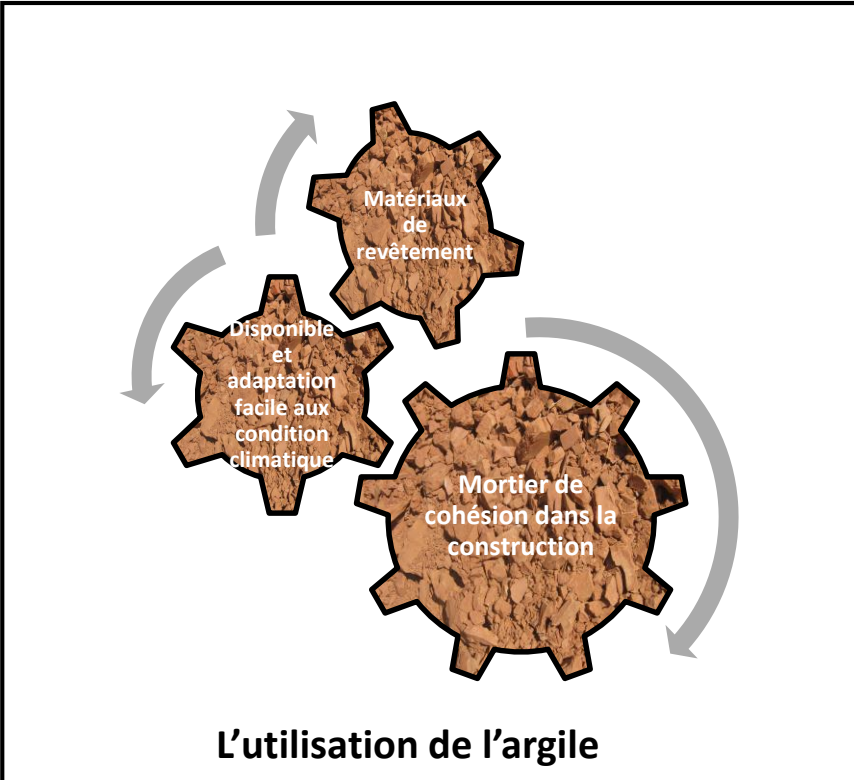 Matériaux
de
revêtement
Disponible
et
adaptation
facile aux
condition
climatique
Mortier de
cohésion dans la
construction
L’utilisation de l’argile